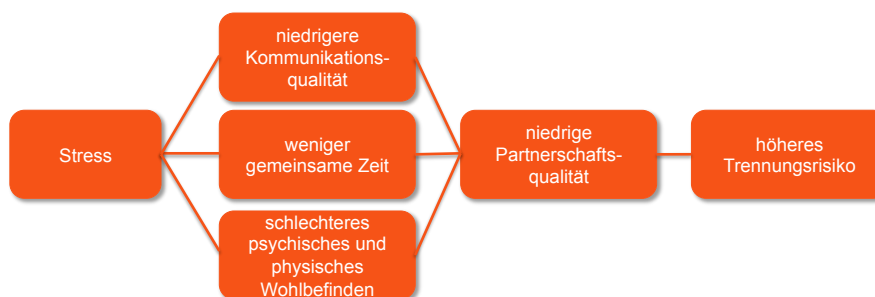 niedrigere
Kommunikations-
qualität
Stress
weniger
gemeinsame Zeit
schlechteres
psychisches und
physisches
Wohlbefinden
niedrige
Partnerschafts-
qualität
höheres
Trennungsrisiko